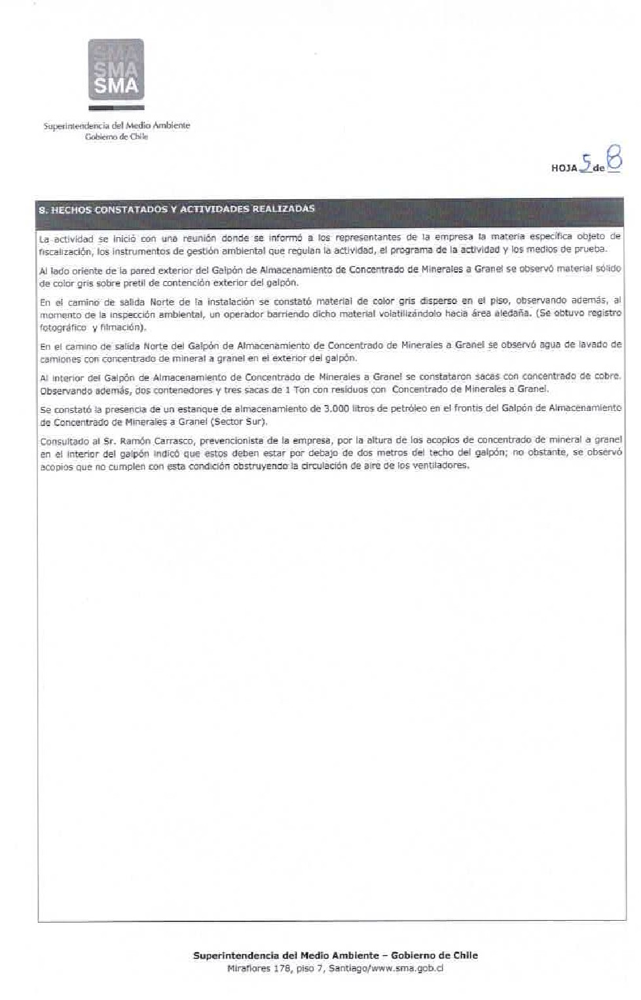 SMA
SMA
SMA
Superintendencia del Medio Ambiente
Gobierno de Chile
HOJA 5 de 8
8. HECHOS CONSTATADOS Y ACTIVIDADES REALIZADAS
La actividad se inició con una reunión donde se informó a los representantes de la empresa la materia específica objeto de
fiscalización, los instrumentos de gestión ambiental que regulan la actividad, el programa de la actividad y los medios de prueba.
Al lado oriente de la pared exterior del Galpón de Almacenamiento de Concentrado de Minerales a Granel se observó material sólido
de color gris sobre pretil de contención exterior del galpón.
En el camino de salida Norte de la instalación se constató material de color gris disperso en el piso, observando además, al
momento de la inspección ambiental, un operador barriendo dicho material volatilizándolo hacia área aledaña. (Se obtuvo registro
fotográfico y filmación).
En el camino de salida Norte del Galpón de Almacenamiento de Concentrado de Minerales a Granel se observó agua de lavado de
camiones con concentrado de mineral a granel en el exterior del galpón.
Al interior del Galpón de Almacenamiento de Concentrado de Minerales a Granel se constataron sacas con concentrado de cobre.
Observando además, dos contenedores y tres sacas de 1 Ton con residuos con Concentrado de Minerales a Granel.
Se constató la presencia de un estanque de almacenamiento de 3.000 litros de petróleo en el frontis del Galpón de Almacenamiento
de Concentrado de Minerales a Granel (Sector Sur).
Consultado al Sr. Ramón Carrasco, prevencionista de la empresa, por la altura de los acopios de concentrado de mineral a granel
en el interior del galpón indicó que estos deben estar por debajo de dos metros del techo del galpón; no obstante, se observó
acopios que no cumplen con esta condición obstruyendo la circulación de aire de los ventiladores.
Superintendencia del Medio Ambiente – Gobierno de Chile
Miraflores 178, piso 7, Santiago/www.sma.gob.cl